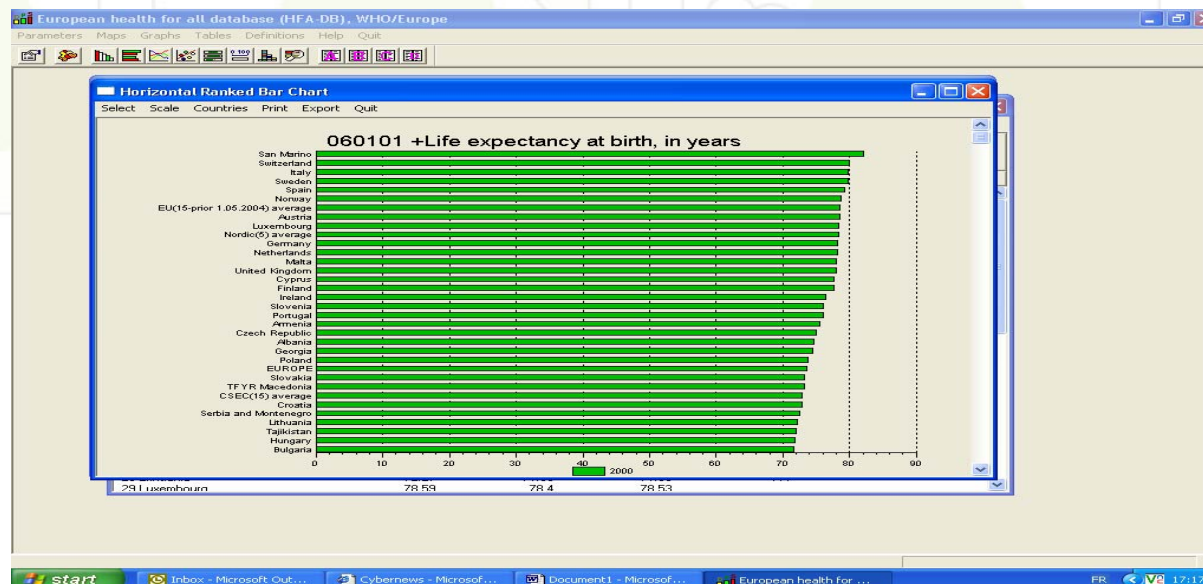 European health for all database (HFA-DB), WHO/Europe
Parameters Maps Graphs Tables Definitions Help Quit
Horizontal Ranked Bar Chart
Select Scale Countries Print Export Quit
060101 +Life expectancy at birth, in years
San Marino
Switzerland
Italy
Sweden
Spain
Norway
EU(15-prior 1.05.2004) average
Austria
Luxembourg
Nordic(5) average
Germany
Netherlands
Malta
United Kingdom
Cyprus
Finland
Ireland
Slovenia
Portugal
Armenia
Czech Republic
Albania
Georgia
Poland
EUROPE
Slovakia
TFYR Macedonia
CSEC(15) average
Croatia
Serbia and Montenegro
Lithuania
Tajikistan
Hungary
Bulgaria
0 10 20 30 40 50 60 70 80 90
2000
29 Luxembourg 78.59 78.4 78.53
start Inbox - Microsoft Out... Cybernews - Microsof... Document1 - Microsof... European health for ... FR 17:1